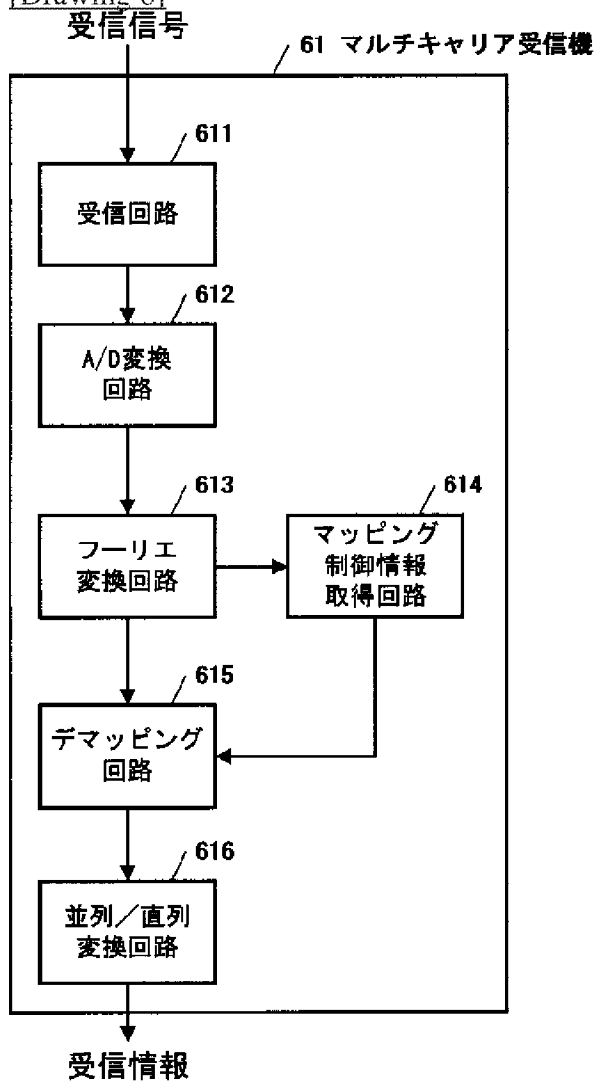 [Drawing 6]
受信信号
61 マルチキャリア受信機
611
受信回路
612
A/D変換
回路
613
フーリエ
変換回路
614
マッピング
制御情報
取得回路
615
デマッピング
回路
616
並列／直列
変換回路
受信情報